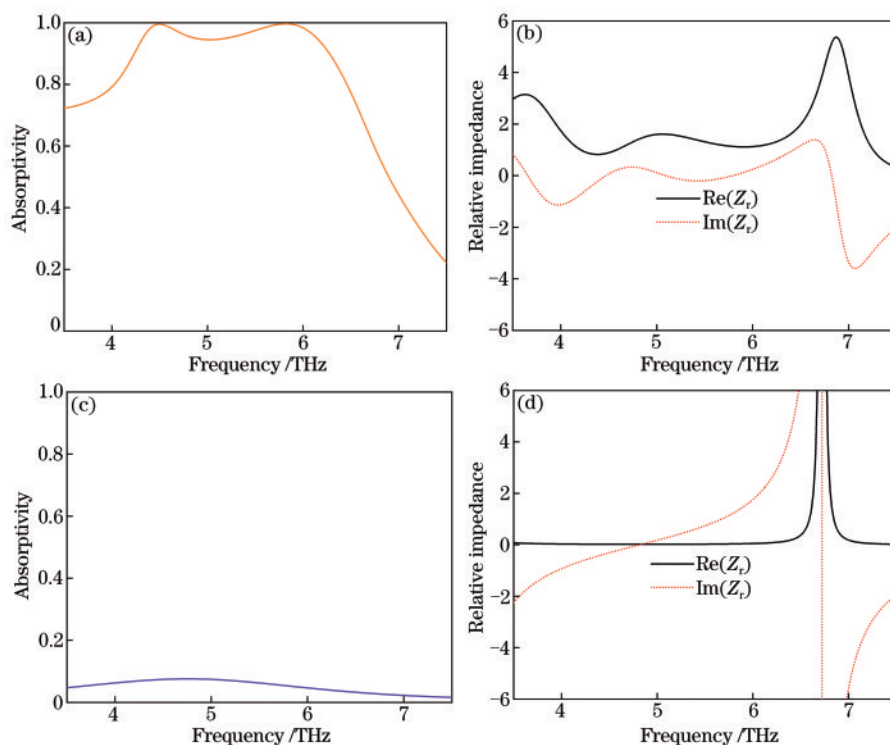 (a)
Absorptivity
1.0
0.8
0.6
0.4
0.2
0
4 5 6 7
Frequency /THz
(b)
Relative impedance
6
4
2
0
−2
−4
−6
Re(Zr)
Im(Zr)
4 5 6 7
Frequency /THz
(c)
Absorptivity
1.0
0.8
0.6
0.4
0.2
0
4 5 6 7
Frequency /THz
(d)
Relative impedance
6
4
2
0
−2
−4
−6
Re(Zr)
Im(Zr)
4 5 6 7
Frequency /THz